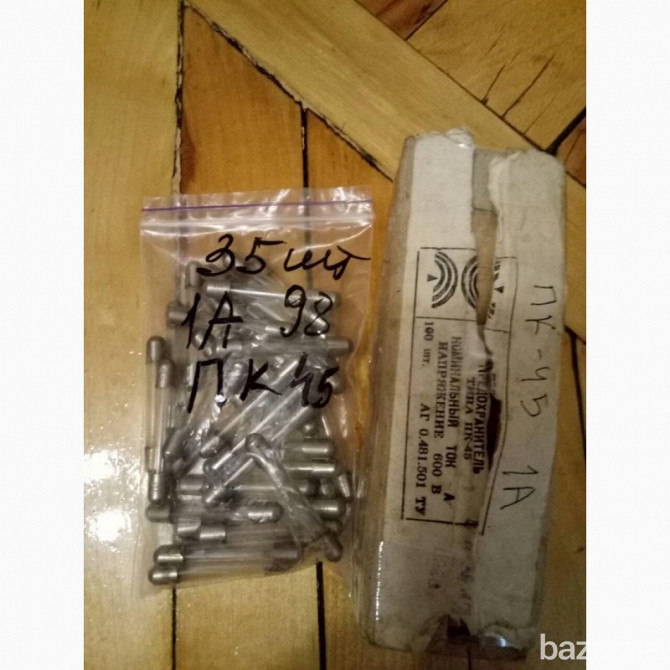 35 шт
1А 98
ПК 45
ПРЕДОХРАНИТЕЛЬ
ТИПА ПК-45
НОМИНАЛЬНЫЙ ТОК А
НАПРЯЖЕНИЕ 600 В
100 шт. АГ 0.481.501 ТУ
ПК-45 1А
baz